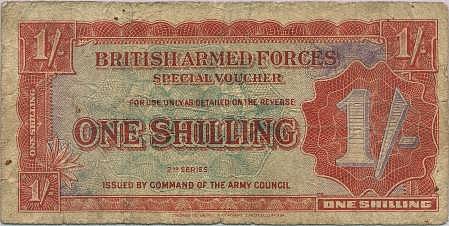 1/-
1/-
BRITISH ARMED FORCES
SPECIAL VOUCHER
FOR USE ONLY AS DETAILED ON THE REVERSE
ONE SHILLING
1/-
ONE SHILLING
2ND SERIES
ISSUED BY COMMAND OF THE ARMY COUNCIL
1/-
ONE SHILLING